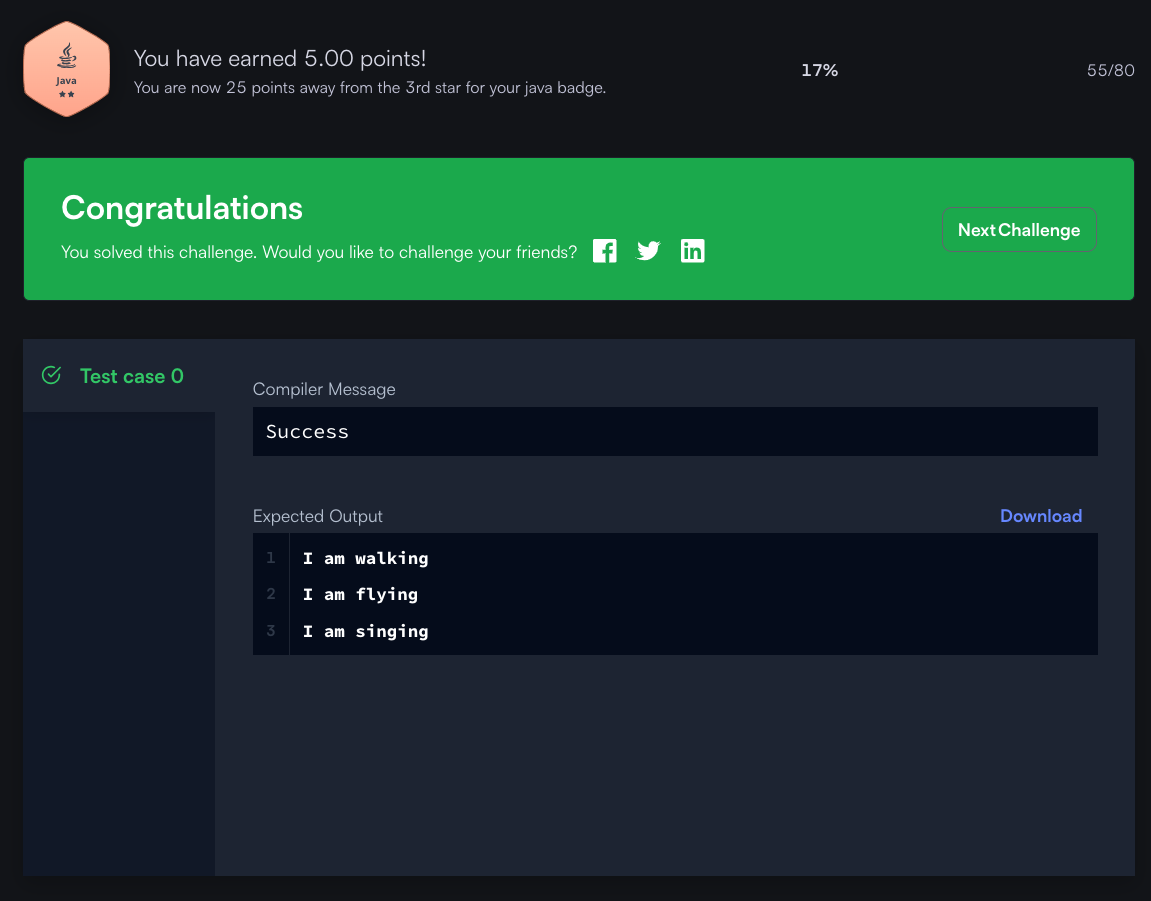 Java
You have earned 5.00 points!
You are now 25 points away from the 3rd star for your java badge.
17%
55/80
Congratulations
You solved this challenge. Would you like to challenge your friends?
Next Challenge
Test case 0
Compiler Message
Success
Expected Output
Download
1 I am walking
2 I am flying
3 I am singing